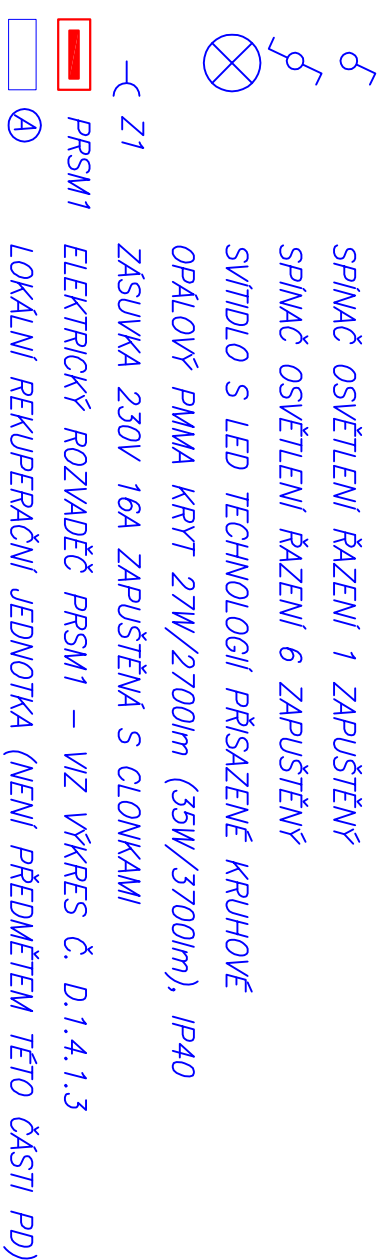 SPÍNAČ OSVĚTLENÍ ŘAZENÍ 1 ZAPUŠTĚNÝ
SPÍNAČ OSVĚTLENÍ ŘAZENÍ 6 ZAPUŠTĚNÝ
SVÍTIDLO S LED TECHNOLOGIÍ PŘISAZENÉ KRUHOVÉ
OPÁLOVÝ PMMA KRYT 27W/2700lm (35W/3700lm), IP40
Z1 ZÁSUVKA 230V 16A ZAPUŠTĚNÁ S CLONKAMI
PRSM1 ELEKTRICKÝ ROZVADĚČ PRSM1 – VIZ VÝKRES Č. D.1.4.1.3
A LOKÁLNÍ REKUPERAČNÍ JEDNOTKA (NENÍ PŘEDMĚTEM TÉTO ČÁSTI PD)